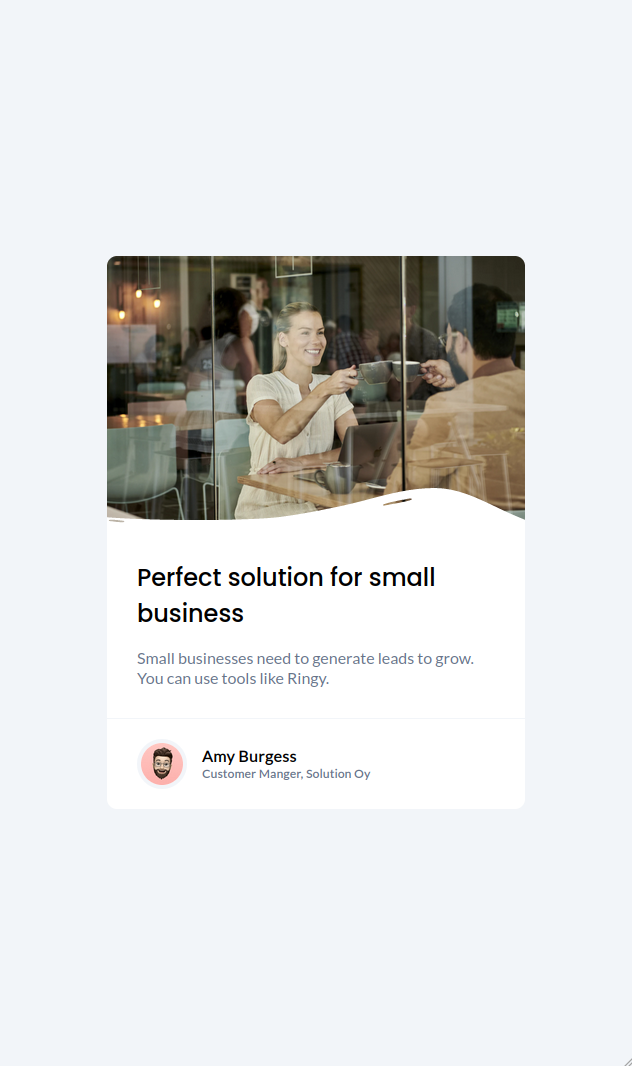 Perfect solution for small
business
Small businesses need to generate leads to grow.
You can use tools like Ringy.
Amy Burgess
Customer Manger, Solution Oy